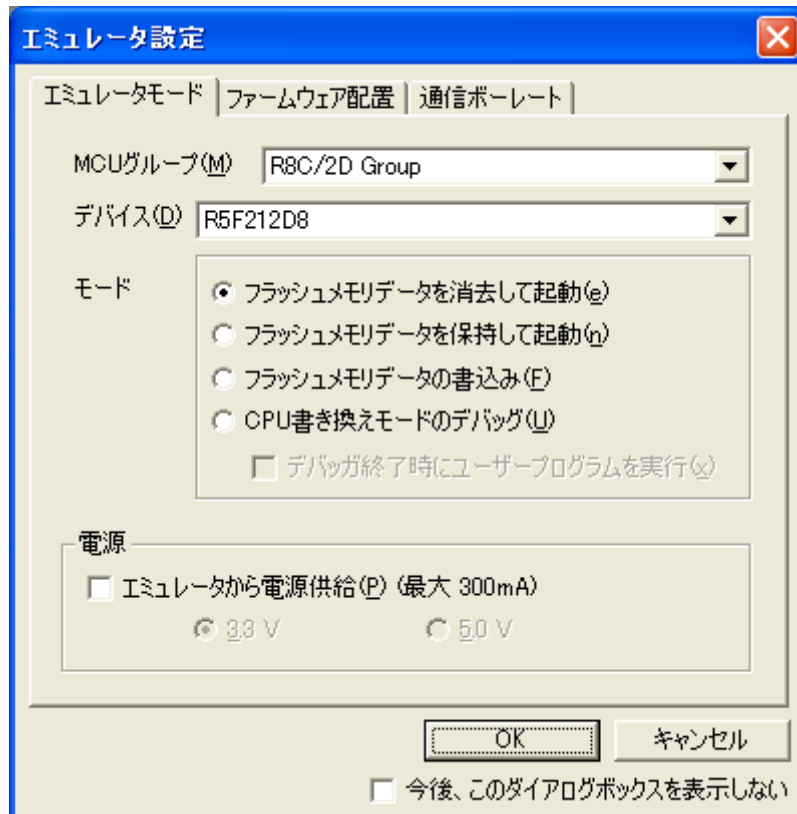 エミュレータ設定
エミュレータモード ファームウェア配置 通信ボーレート
MCUグループ(M) R8C/2D Group
デバイス(D) R5F212D8
モード
フラッシュメモリデータを消去して起動(e)
フラッシュメモリデータを保持して起動(n)
フラッシュメモリデータの書込み(F)
CPU書き換えモードのデバッグ(U)
デバッガ終了時にユーザープログラムを実行(x)
電源
エミュレータから電源供給(P) (最大 300mA)
3.3 V 5.0 V
OK キャンセル
今後、このダイアログボックスを表示しない